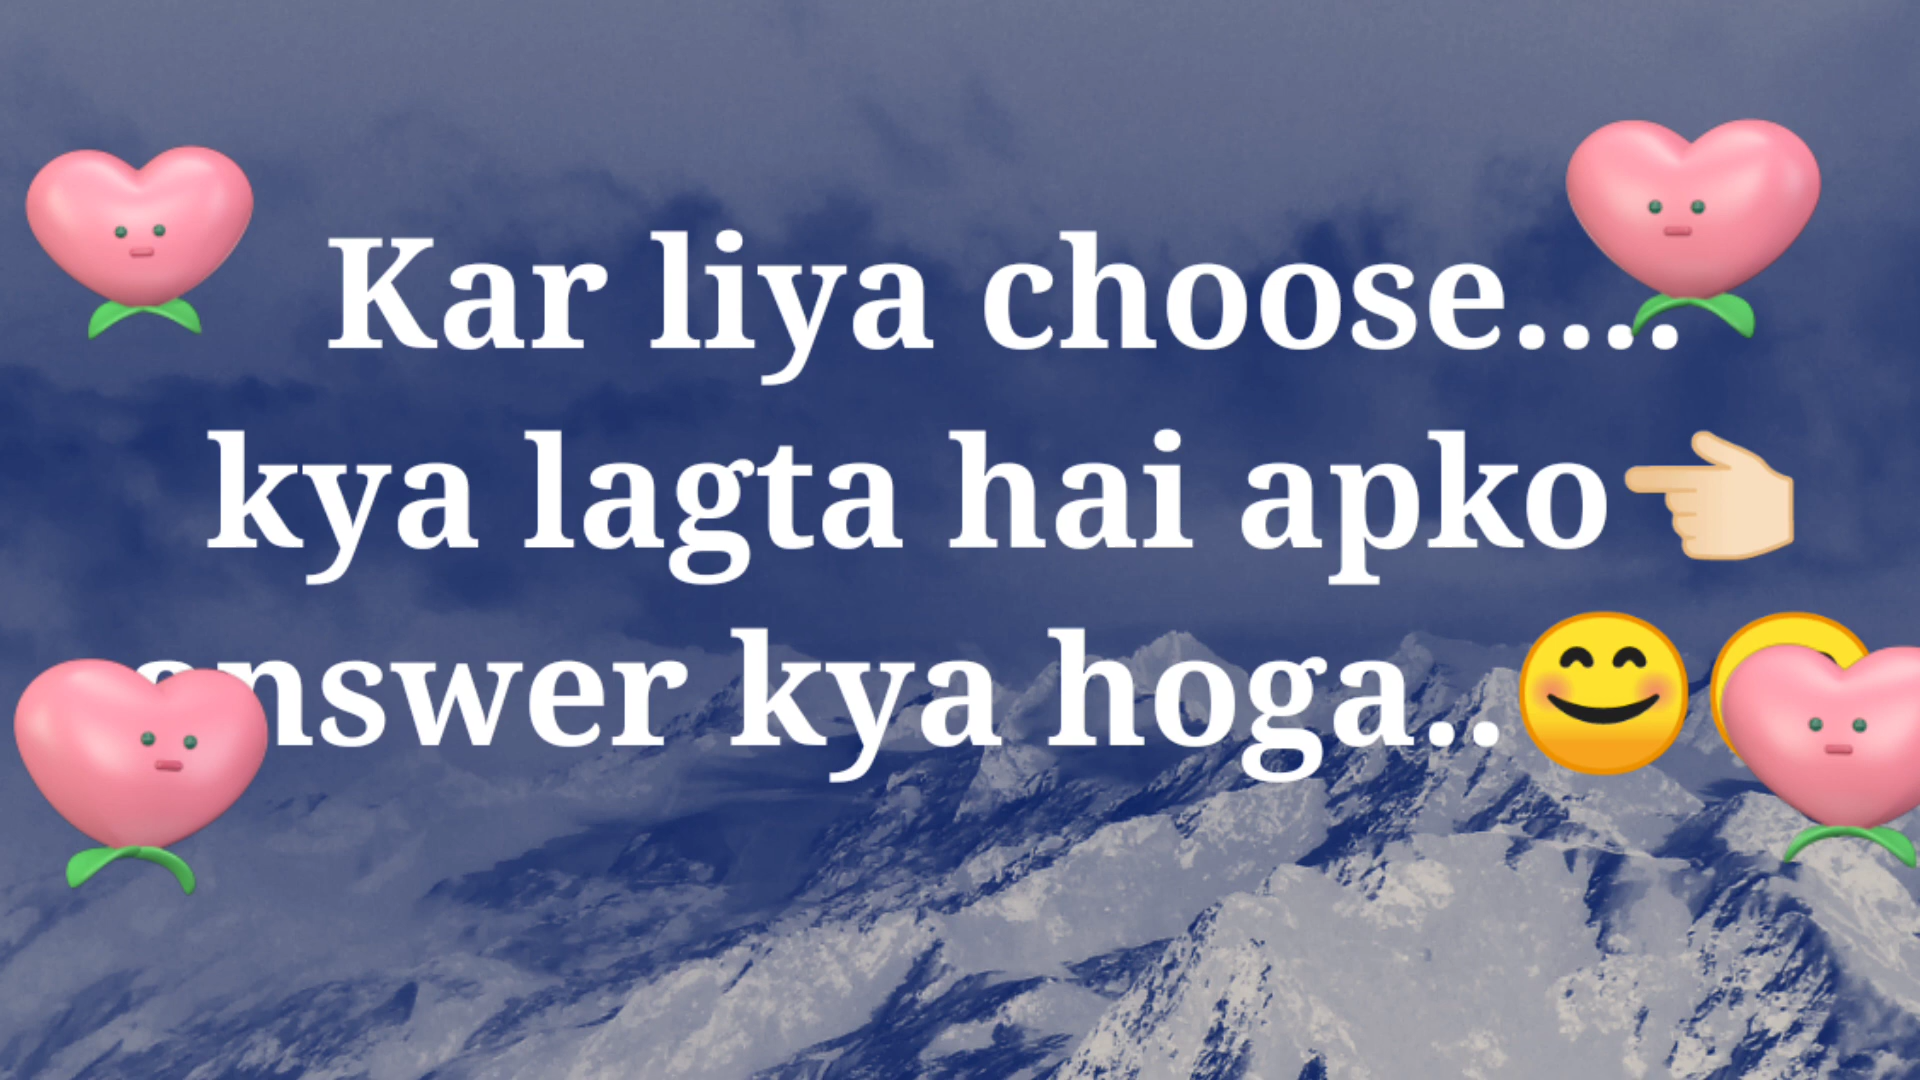 Kar liya choose....
kya lagta hai apko👈🏻
answer kya hoga..😊😊